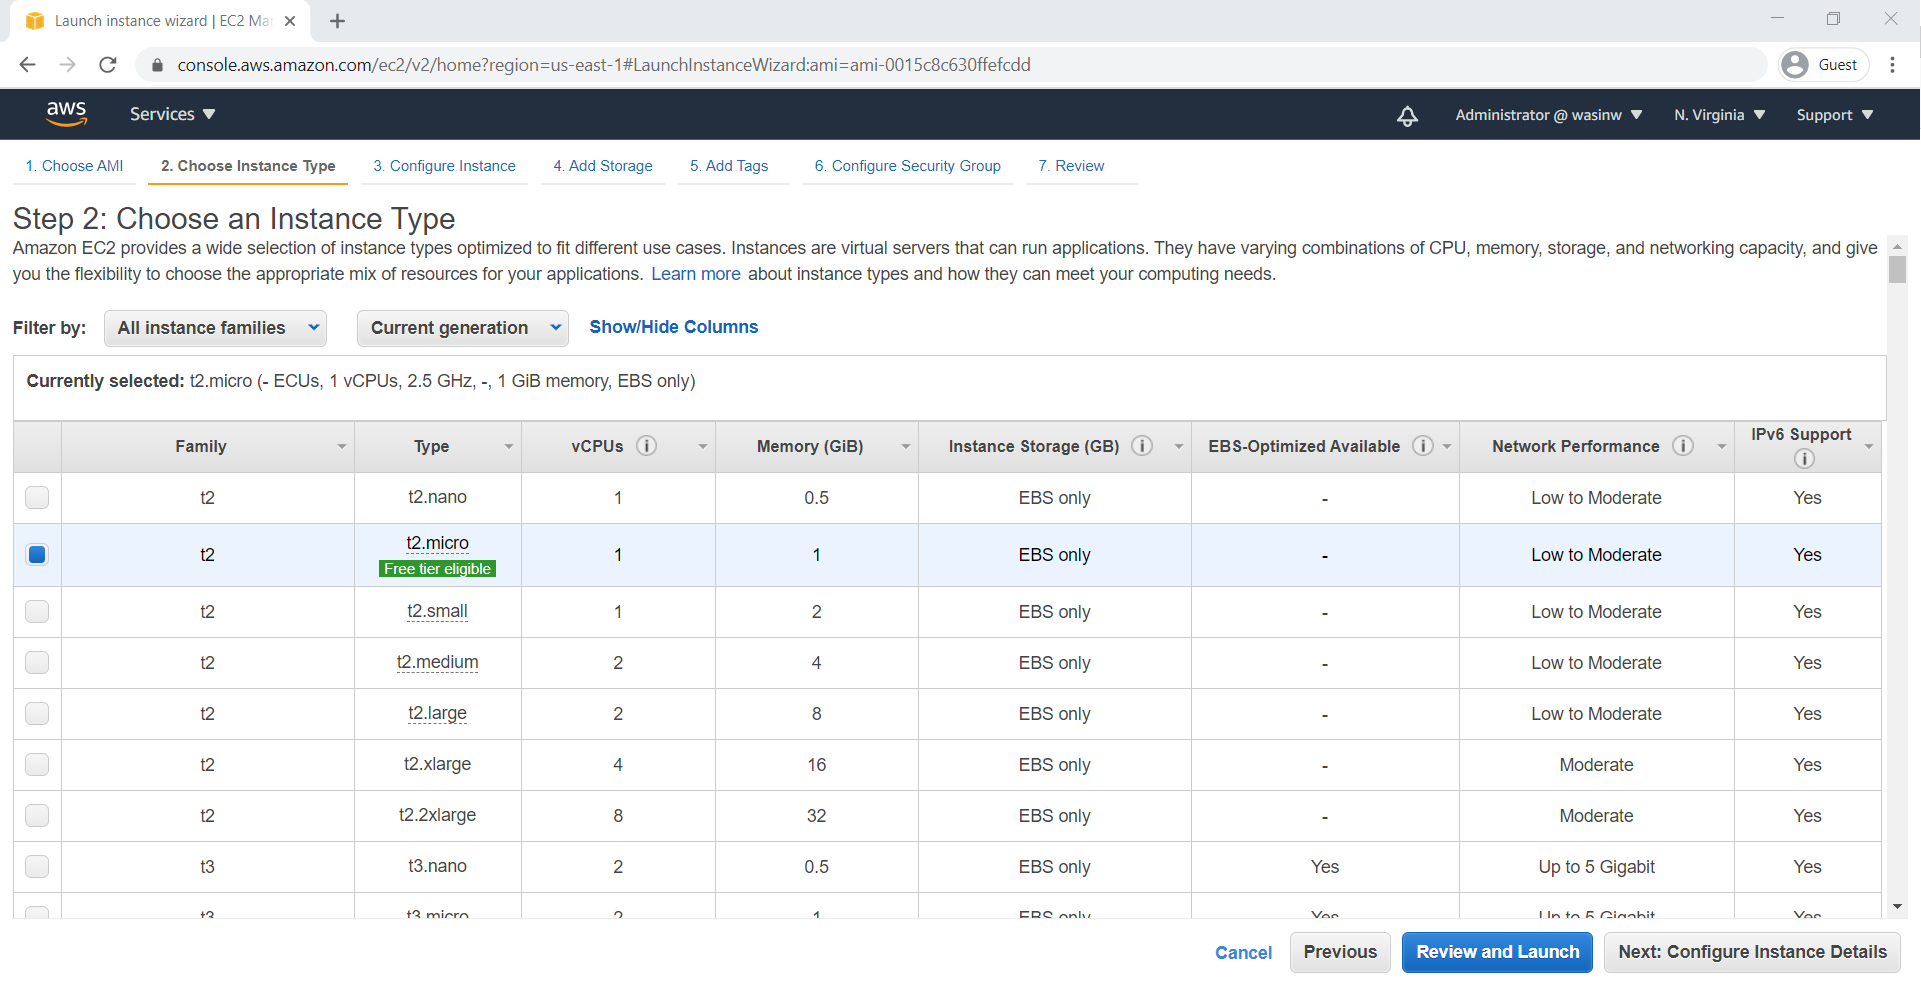 Launch instance wizard | EC2 Ma
console.aws.amazon.com/ec2/v2/home?region=us-east-1#LaunchInstanceWizard:ami=ami-0015c8c630ffefcdd
Guest
aws
Services
Administrator @ wasinw
N. Virginia
Support
1. Choose AMI
2. Choose Instance Type
3. Configure Instance
4. Add Storage
5. Add Tags
6. Configure Security Group
7. Review
Step 2: Choose an Instance Type
Amazon EC2 provides a wide selection of instance types optimized to fit different use cases. Instances are virtual servers that can run applications. They have varying combinations of CPU, memory, storage, and networking capacity, and give
you the flexibility to choose the appropriate mix of resources for your applications. Learn more about instance types and how they can meet your computing needs.
Filter by: All instance families Current generation Show/Hide Columns
Currently selected: t2.micro (- ECUs, 1 vCPUs, 2.5 GHz, -, 1 GiB memory, EBS only)
Family Type vCPUs i Memory (GiB) Instance Storage (GB) i EBS-Optimized Available i Network Performance i IPv6 Support i
t2 t2.nano 1 0.5 EBS only - Low to Moderate Yes
t2 t2.micro 1 1 EBS only - Low to Moderate Yes
Free tier eligible
t2 t2.small 1 2 EBS only - Low to Moderate Yes
t2 t2.medium 2 4 EBS only - Low to Moderate Yes
t2 t2.large 2 8 EBS only - Low to Moderate Yes
t2 t2.xlarge 4 16 EBS only - Moderate Yes
t2 t2.2xlarge 8 32 EBS only - Moderate Yes
t3 t3.nano 2 0.5 EBS only Yes Up to 5 Gigabit Yes
t3 t3.micro 2 1 EBS only Yes Up to 5 Gigabit Yes
Cancel
Previous
Review and Launch
Next: Configure Instance Details